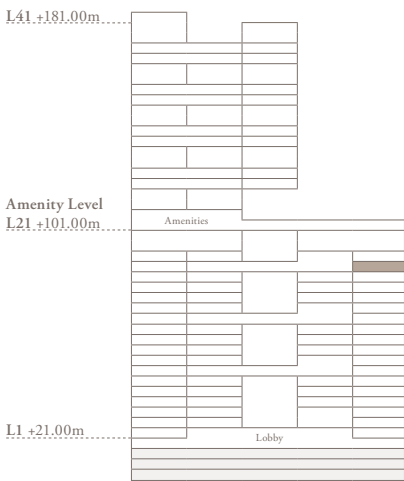 L41 +181.00m
Amenity Level
L21 +101.00m
Amenities
L1 +21.00m
Lobby